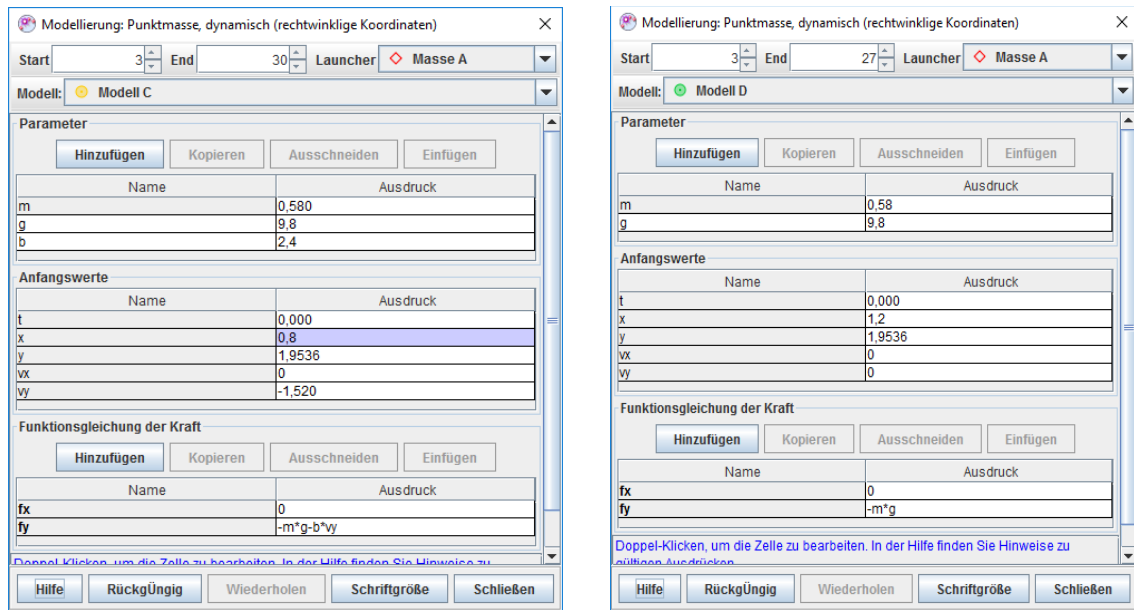 Modellierung: Punktmasse, dynamisch (rechtwinklige Koordinaten)
Start 3 End 30 Launcher Masse A
Modell: Modell C
Parameter
Hinzufügen Kopieren Ausschneiden Einfügen
Name Ausdruck
m 0,580
g 9,8
b 2,4
Anfangswerte
Name Ausdruck
t 0,000
x 0,8
y 1,9536
vx 0
vy -1,520
Funktionsgleichung der Kraft
Hinzufügen Kopieren Ausschneiden Einfügen
Name Ausdruck
fx 0
fy -m*g-b*vy
Doppel-Klicken, um die Zelle zu bearbeiten. In der Hilfe finden Sie Hinweise zu
Hilfe RückgÜngig Wiederholen Schriftgröße Schließen
Modellierung: Punktmasse, dynamisch (rechtwinklige Koordinaten)
Start 3 End 27 Launcher Masse A
Modell: Modell D
Parameter
Hinzufügen Kopieren Ausschneiden Einfügen
Name Ausdruck
m 0,58
g 9,8
Anfangswerte
Name Ausdruck
t 0,000
x 1,2
y 1,9536
vx 0
vy 0
Funktionsgleichung der Kraft
Hinzufügen Kopieren Ausschneiden Einfügen
Name Ausdruck
fx 0
fy -m*g
Doppel-Klicken, um die Zelle zu bearbeiten. In der Hilfe finden Sie Hinweise zu
gültigen Ausdrücken.
Hilfe RückgÜngig Wiederholen Schriftgröße Schließen